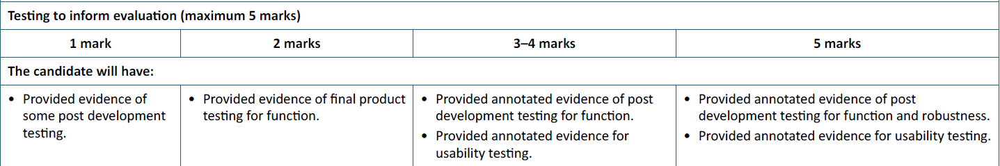 Testing to inform evaluation (maximum 5 marks)
1 mark
2 marks
3–4 marks
5 marks
The candidate will have:
• Provided evidence of
some post development
testing.
• Provided evidence of final product
testing for function.
• Provided annotated evidence of post
development testing for function.
• Provided annotated evidence for
usability testing.
• Provided annotated evidence of post
development testing for function and robustness.
• Provided annotated evidence for usability testing.